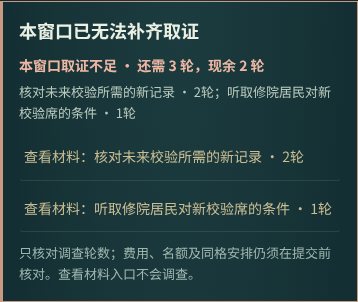 本窗口已无法补齐取证
本窗口取证不足 · 还需 3 轮，现余 2 轮
核对未来校验所需的新记录 · 2轮；听取修院居民对新
校验席的条件 · 1轮
查看材料：核对未来校验所需的新记录 · 2轮
查看材料：听取修院居民对新校验席的条件 · 1轮
只核对调查轮数；费用、名额及同格安排仍须在提交前
核对。查看材料入口不会调查。